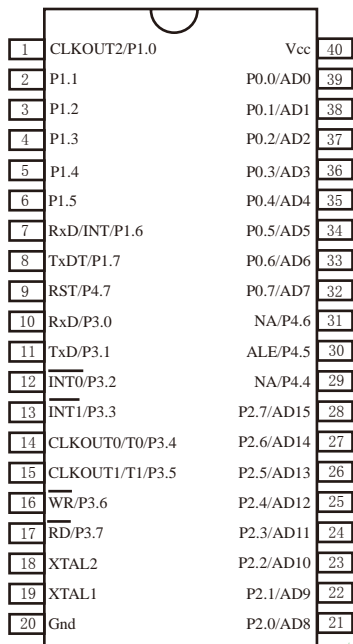 1 CLKOUT2/P1.0 Vcc 40
2 P1.1 P0.0/AD0 39
3 P1.2 P0.1/AD1 38
4 P1.3 P0.2/AD2 37
5 P1.4 P0.3/AD3 36
6 P1.5 P0.4/AD4 35
7 RxD/INT/P1.6 P0.5/AD5 34
8 TxDT/P1.7 P0.6/AD6 33
9 RST/P4.7 P0.7/AD7 32
10 RxD/P3.0 NA/P4.6 31
11 TxD/P3.1 ALE/P4.5 30
12 INT0/P3.2 NA/P4.4 29
13 INT1/P3.3 P2.7/AD15 28
14 CLKOUT0/T0/P3.4 P2.6/AD14 27
15 CLKOUT1/T1/P3.5 P2.5/AD13 26
16 WR/P3.6 P2.4/AD12 25
17 RD/P3.7 P2.3/AD11 24
18 XTAL2 P2.2/AD10 23
19 XTAL1 P2.1/AD9 22
20 Gnd P2.0/AD8 21